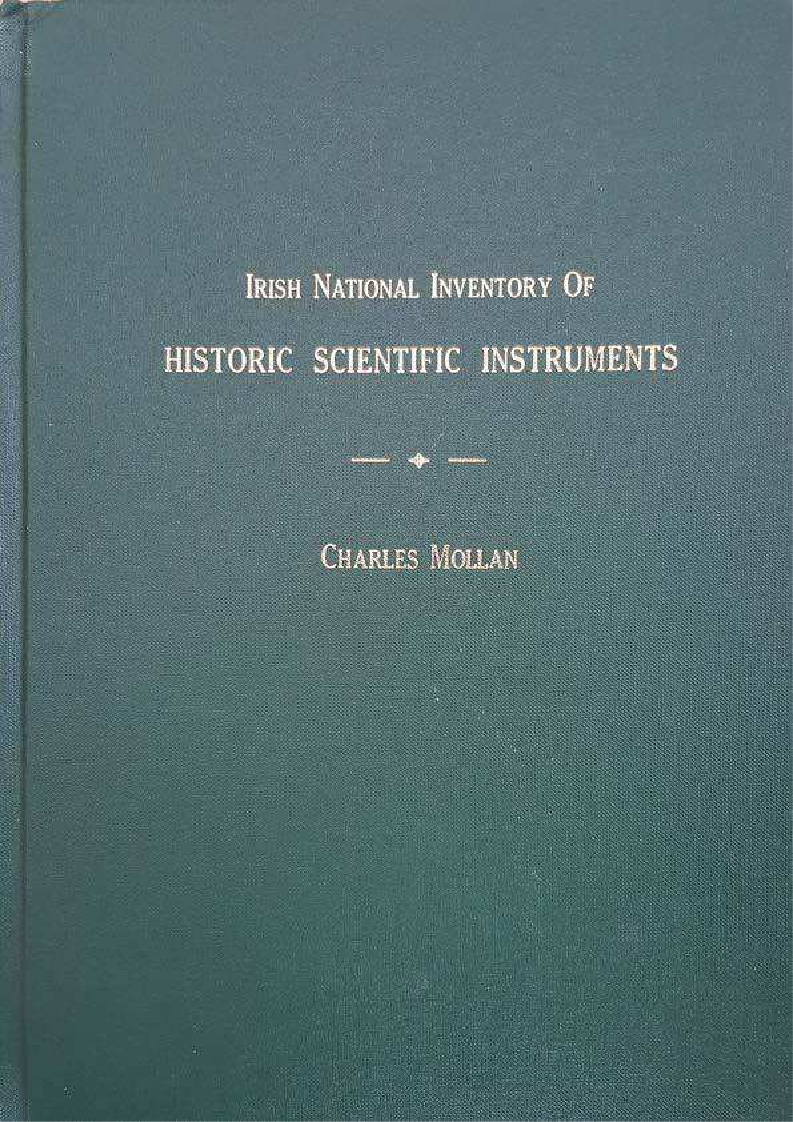 IRISH NATIONAL INVENTORY OF
HISTORIC SCIENTIFIC INSTRUMENTS
CHARLES MOLLAN